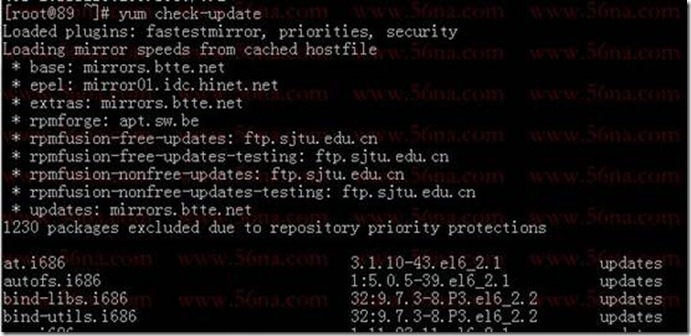 [root@89 ~]# yum check-update
Loaded plugins: fastestmirror, priorities, security
Loading mirror speeds from cached hostfile
* base: mirrors.btte.net
* epel: mirror01.idc.hinet.net
* extras: mirrors.btte.net
* rpmforge: apt.sw.be
* rpmfusion-free-updates: ftp.sjtu.edu.cn
* rpmfusion-free-updates-testing: ftp.sjtu.edu.cn
* rpmfusion-nonfree-updates: ftp.sjtu.edu.cn
* rpmfusion-nonfree-updates-testing: ftp.sjtu.edu.cn
* updates: mirrors.btte.net
1230 packages excluded due to repository priority protections
at.i686 3.1.10-43.el6_2.1 updates
autofs.i686 1:5.0.5-39.el6_2.1 updates
bind-libs.i686 32:9.7.3-8.P3.el6_2.2 updates
bind-utils.i686 32:9.7.3-8.P3.el6_2.2 updates
www.56na.com